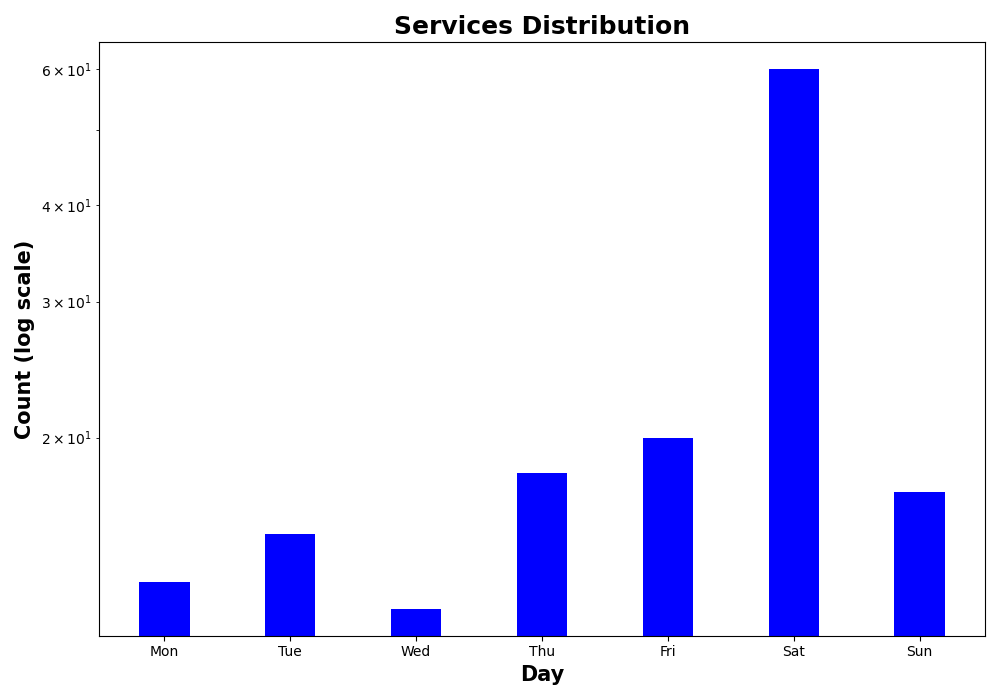 Services Distribution
6 × 10¹
4 × 10¹
3 × 10¹
2 × 10¹
Count (log scale)
Mon Tue Wed Thu Fri Sat Sun
Day